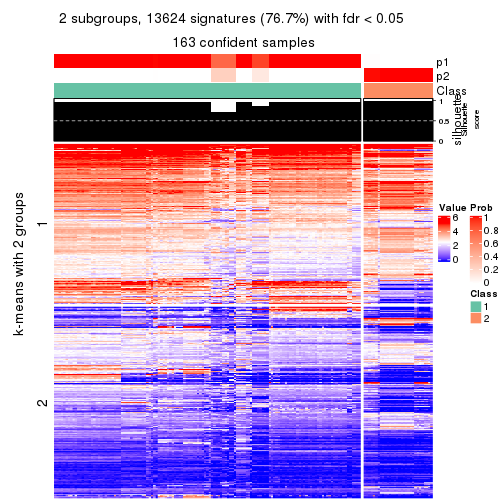 2 subgroups, 13624 signatures (76.7%) with fdr < 0.05
163 confident samples
p1
p2
Class
1
0.5
0
silhouette
Silhouette
score
k-means with 2 groups
1
2
Value
6
4
2
0
Prob
1
0.8
0.6
0.4
0.2
0
Class
1
2